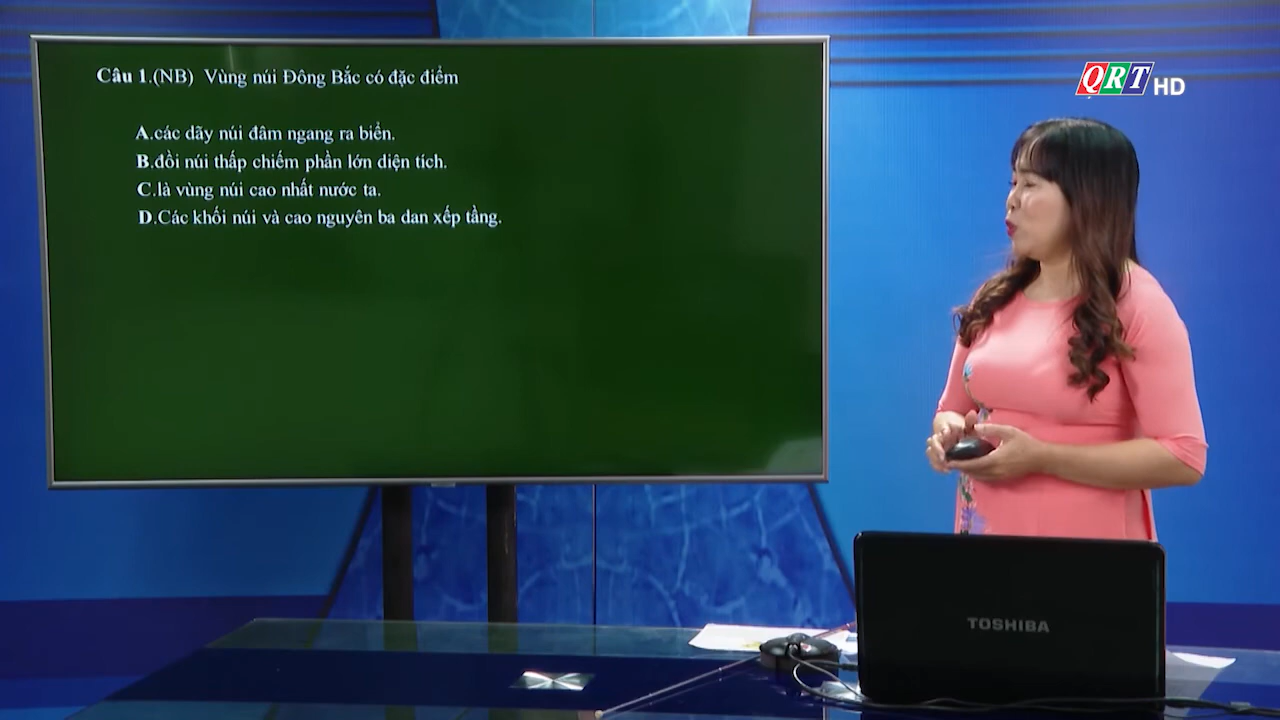 Câu 1.(NB) Vùng núi Đông Bắc có đặc điểm
A.các dãy núi đâm ngang ra biển.
B.đồi núi thấp chiếm phần lớn diện tích.
C.là vùng núi cao nhất nước ta.
D.Các khối núi và cao nguyên ba dan xếp tầng.
QRT HD
TOSHIBA